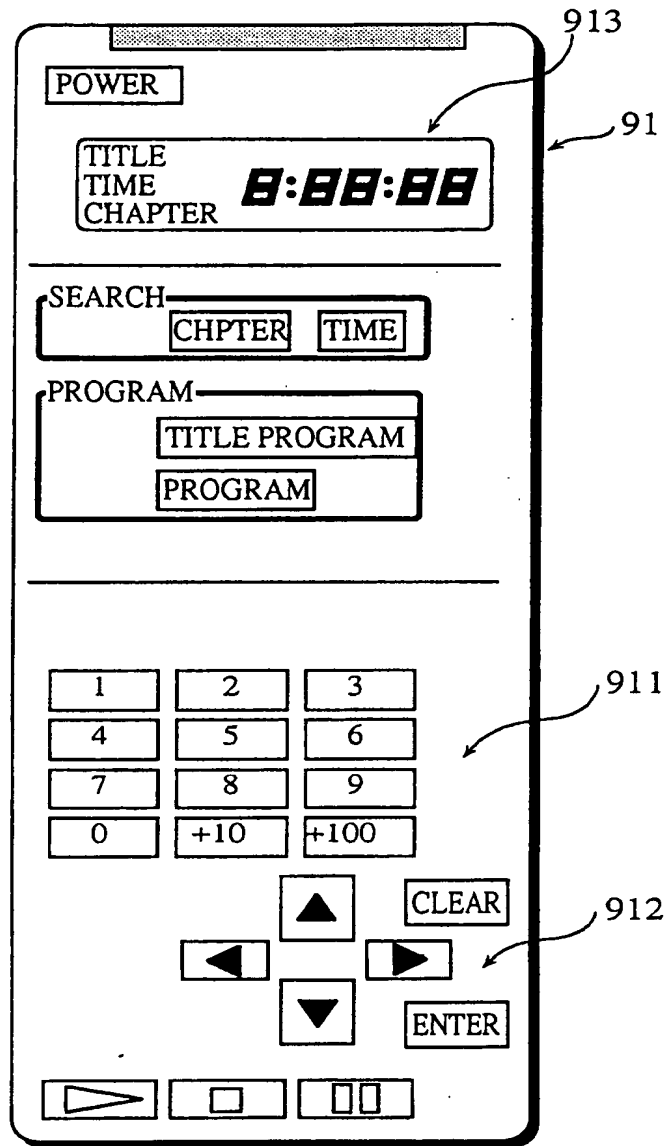 913
POWER
91
TITLE
TIME
CHAPTER
8:88:88
SEARCH
CHPTER TIME
PROGRAM
TITLE PROGRAM
PROGRAM
1 2 3
911
4 5 6
7 8 9
0 +10 +100
CLEAR
912
ENTER